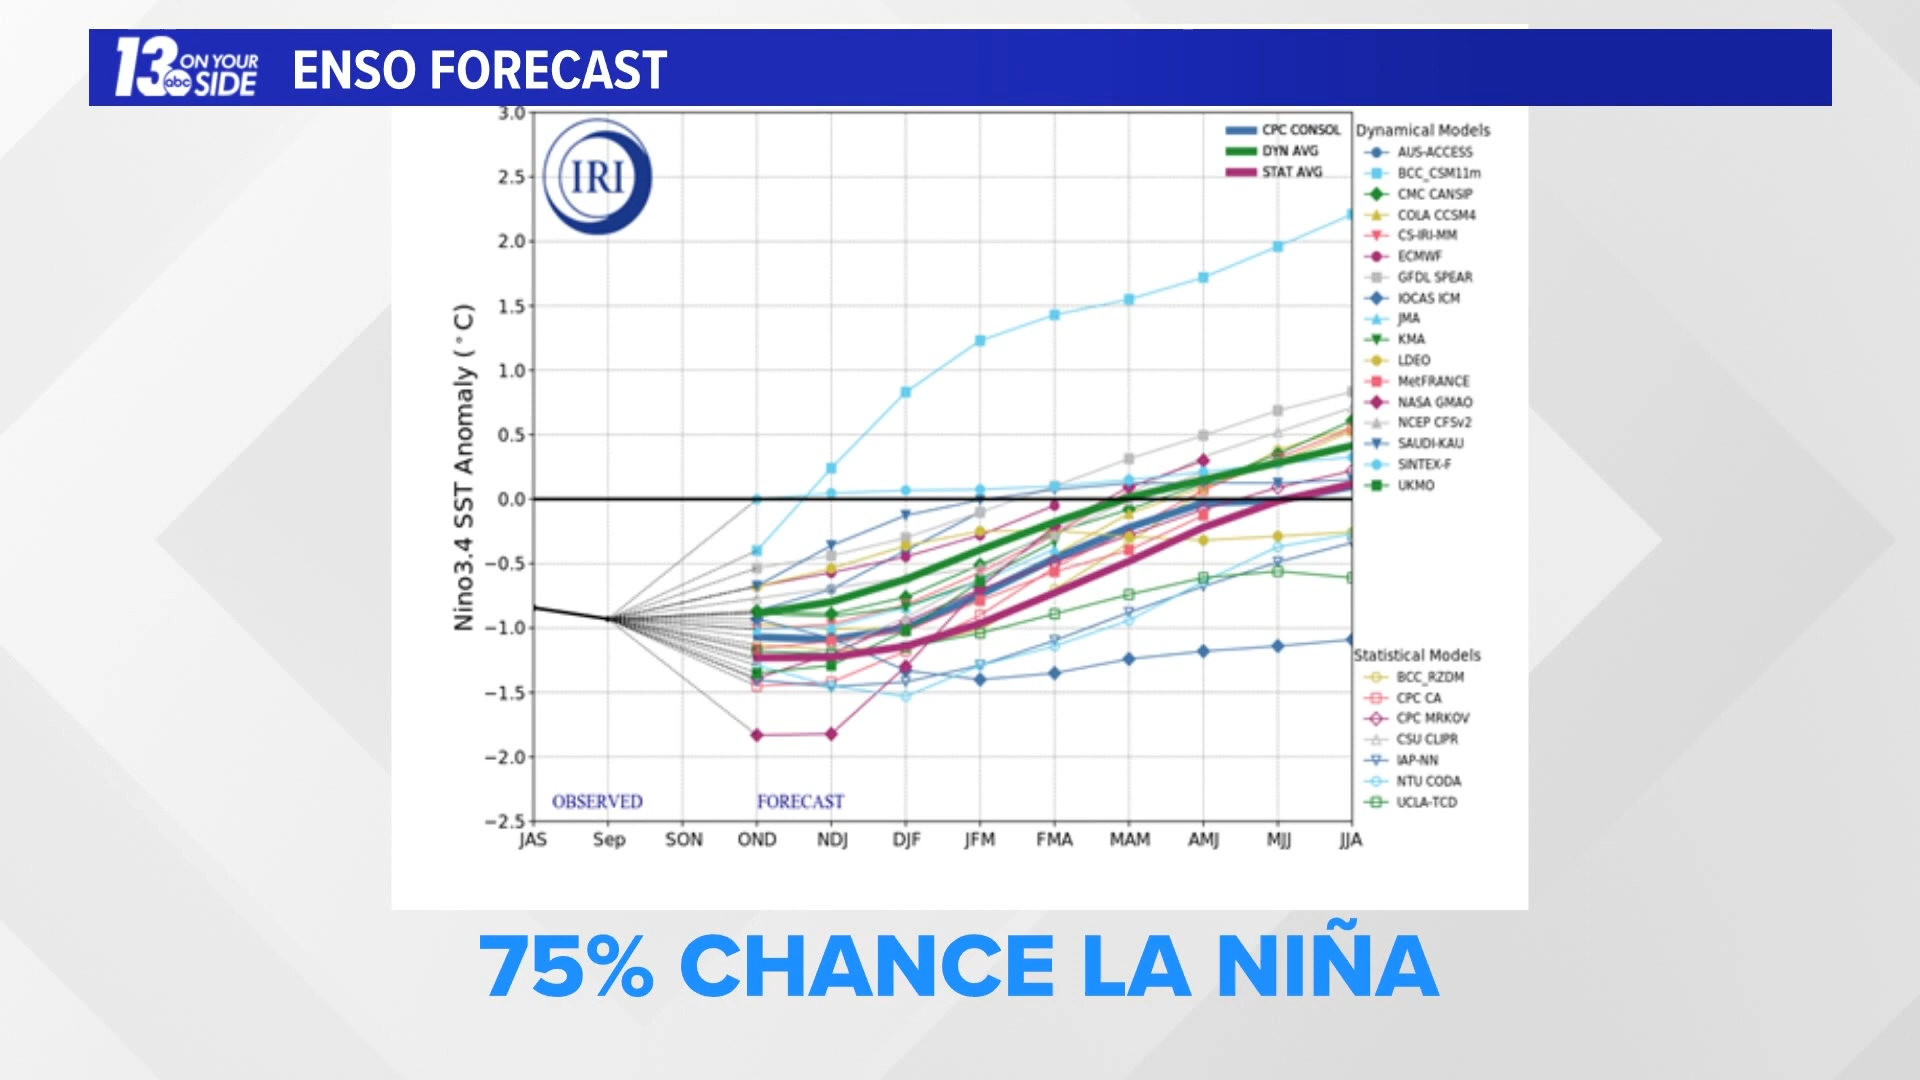 13 ON YOUR SIDE abc
ENSO FORECAST
IRI
CPC CONSOL
DYN AVG
STAT AVG
Nino3.4 SST Anomaly (°C)
3.0
2.5
2.0
1.5
1.0
0.5
0.0
−0.5
−1.0
−1.5
−2.0
−2.5
OBSERVED FORECAST
JAS Sep SON OND NDJ DJF JFM FMA MAM AMJ MJJ JJA
Dynamical Models
AUS-ACCESS
BCC_CSM11m
CMC CANSIP
COLA CCSM4
CS-IRI-MM
ECMWF
GFDL SPEAR
IOCAS ICM
JMA
KMA
LDEO
MetFRANCE
NASA GMAO
NCEP CFSv2
SAUDI-KAU
SINTEX-F
UKMO
Statistical Models
BCC_RZDM
CPC CA
CPC MRKOV
CSU CLIPR
IAP-NN
NTU CODA
UCLA-TCD
75% CHANCE LA NIÑA